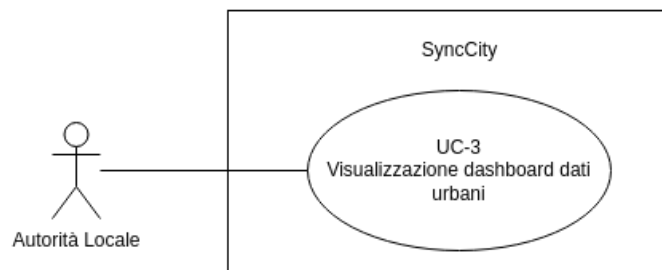 SyncCity
UC-3
Visualizzazione dashboard dati
urbani
Autorità Locale